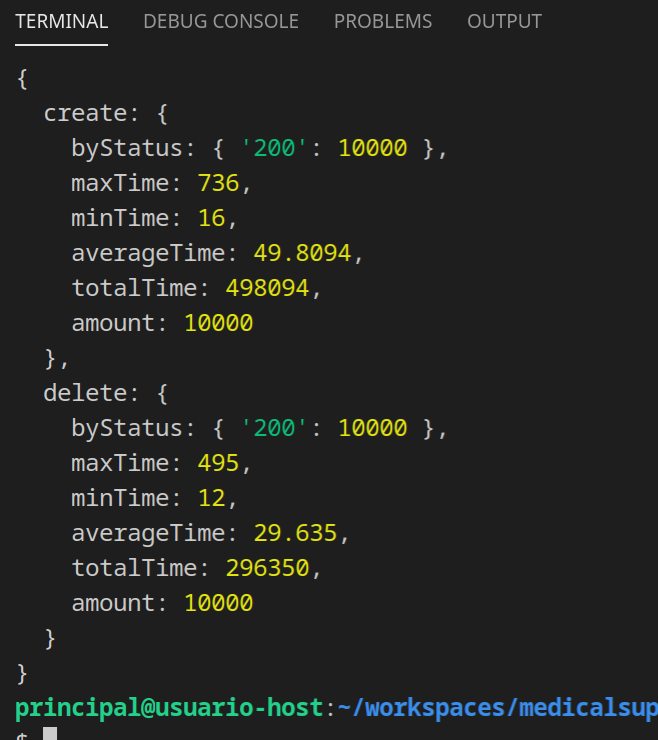 TERMINAL DEBUG CONSOLE PROBLEMS OUTPUT
{
  create: {
    byStatus: { '200': 10000 },
    maxTime: 736,
    minTime: 16,
    averageTime: 49.8094,
    totalTime: 498094,
    amount: 10000
  },
  delete: {
    byStatus: { '200': 10000 },
    maxTime: 495,
    minTime: 12,
    averageTime: 29.635,
    totalTime: 296350,
    amount: 10000
  }
}
principal@usuario-host:~/workspaces/medicalsup
$